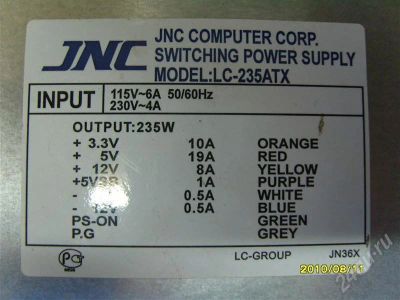 JNC
JNC COMPUTER CORP.
SWITCHING POWER SUPPLY
MODEL:LC-235ATX
INPUT
115V~6A 50/60Hz
230V~4A
OUTPUT:235W
+ 3.3V 10A ORANGE
+ 5V 19A RED
+ 12V 8A YELLOW
+5VSB 1A PURPLE
- 0.5A WHITE
- 12V 0.5A BLUE
PS-ON GREEN
P.G GREY
LC-GROUP JN36X
2010/08/11